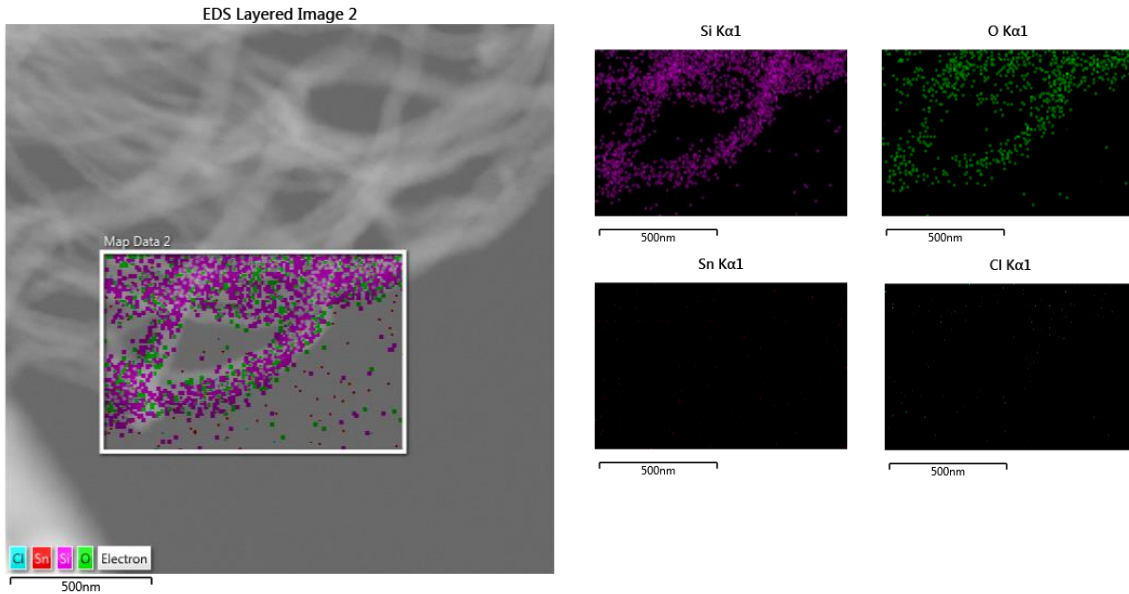 EDS Layered Image 2
Map Data 2
Cl Sn Si O Electron
500nm
Si Kα1
500nm
O Kα1
500nm
Sn Kα1
500nm
Cl Kα1
500nm